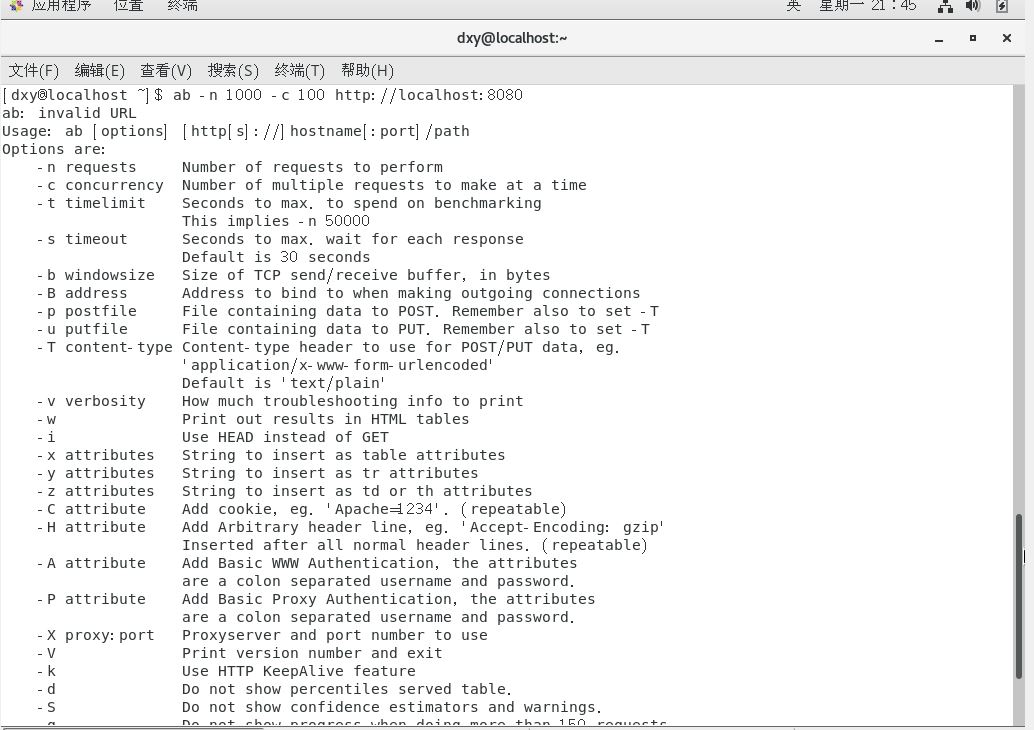 应用程序 位置 终端 英 星期一 21:45
dxy@localhost:~
文件(F) 编辑(E) 查看(V) 搜索(S) 终端(T) 帮助(H)
[dxy@localhost ~]$ ab -n 1000 -c 100 http://localhost:8080
ab: invalid URL
Usage: ab [options] [http[s]://]hostname[:port]/path
Options are:
    -n requests     Number of requests to perform
    -c concurrency  Number of multiple requests to make at a time
    -t timelimit    Seconds to max. to spend on benchmarking
                    This implies -n 50000
    -s timeout      Seconds to max. wait for each response
                    Default is 30 seconds
    -b windowsize   Size of TCP send/receive buffer, in bytes
    -B address      Address to bind to when making outgoing connections
    -p postfile     File containing data to POST. Remember also to set -T
    -u putfile      File containing data to PUT. Remember also to set -T
    -T content-type Content-type header to use for POST/PUT data, eg.
                    'application/x-www-form-urlencoded'
                    Default is 'text/plain'
    -v verbosity    How much troubleshooting info to print
    -w              Print out results in HTML tables
    -i              Use HEAD instead of GET
    -x attributes   String to insert as table attributes
    -y attributes   String to insert as tr attributes
    -z attributes   String to insert as td or th attributes
    -C attribute    Add cookie, eg. 'Apache=1234'. (repeatable)
    -H attribute    Add Arbitrary header line, eg. 'Accept-Encoding: gzip'
                    Inserted after all normal header lines. (repeatable)
    -A attribute    Add Basic WWW Authentication, the attributes
                    are a colon separated username and password.
    -P attribute    Add Basic Proxy Authentication, the attributes
                    are a colon separated username and password.
    -X proxy:port   Proxyserver and port number to use
    -V              Print version number and exit
    -k              Use HTTP KeepAlive feature
    -d              Do not show percentiles served table.
    -S              Do not show confidence estimators and warnings.
    -q              Do not show progress when doing more than 150 requests